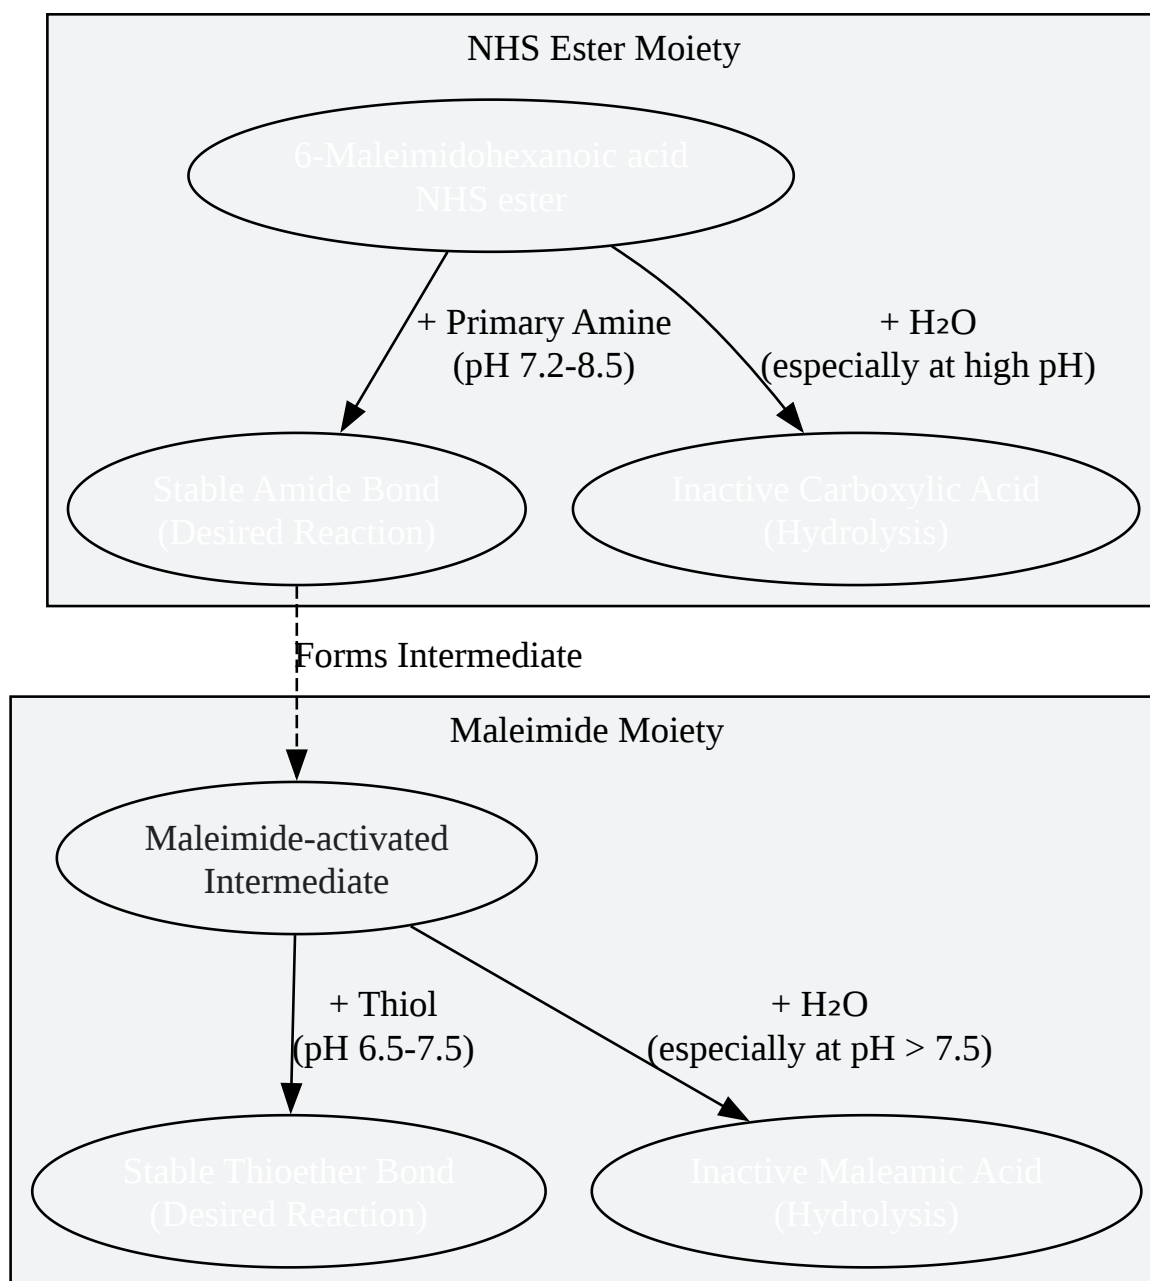 NHS Ester Moiety
6-Maleimidohexanoic acid
NHS ester
+ Primary Amine
(pH 7.2-8.5)
+ H₂O
(especially at high pH)
Stable Amide Bond
(Desired Reaction)
Inactive Carboxylic Acid
(Hydrolysis)
Forms Intermediate
Maleimide Moiety
Maleimide-activated
Intermediate
+ Thiol
(pH 6.5-7.5)
+ H₂O
(especially at pH > 7.5)
Stable Thioether Bond
(Desired Reaction)
Inactive Maleamic Acid
(Hydrolysis)